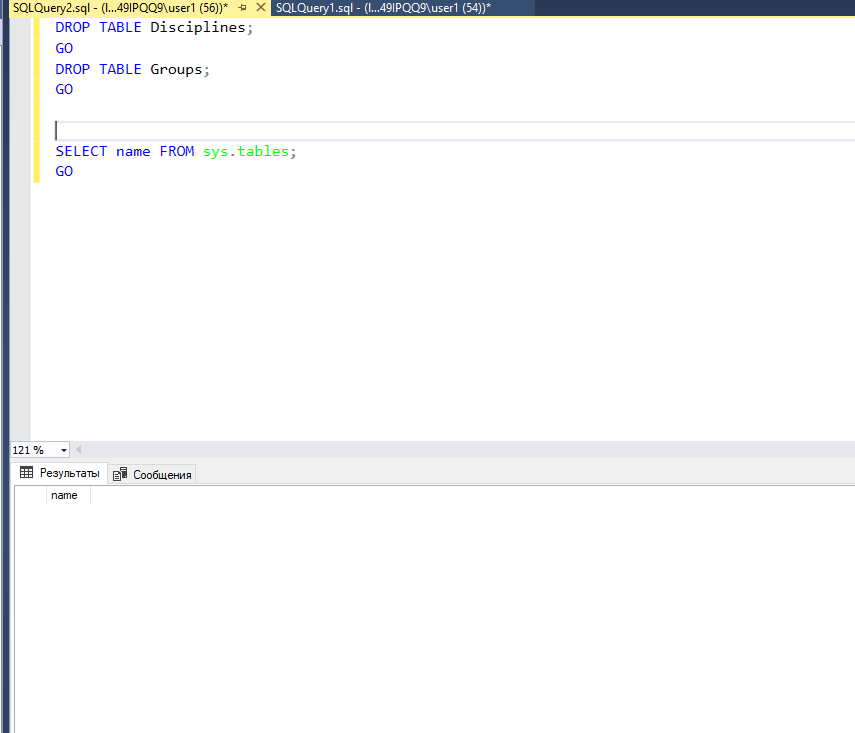 SQLQuery2.sql - (l...49IPQQ9\user1 (56))* SQLQuery1.sql - (l...49IPQQ9\user1 (54))*
DROP TABLE Disciplines;
GO
DROP TABLE Groups;
GO
SELECT name FROM sys.tables;
GO
121 %
Результаты Сообщения
name